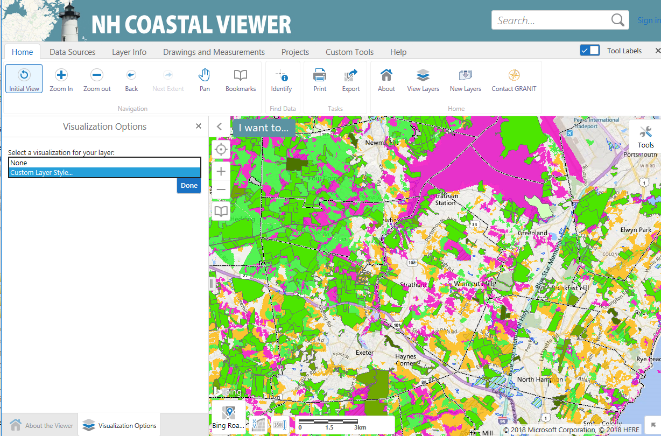 NH COASTAL VIEWER
Search...
Sign in
Home Data Sources Layer Info Drawings and Measurements Projects Custom Tools Help Tool Labels
Initial View Zoom In Zoom out Back Next Extent Pan Bookmarks Identify Print Export About View Layers New Layers Contact GRANIT
Navigation Find Data Tasks Home
Visualization Options
I want to...
Tools
Select a visualization for your layer:
None
Custom Layer Style...
Done
Portsmouth
Stratham
Station
Greenland
Elwyn Park
Stratham
Exeter
Haynes
Corner
North Hampton
Bing Roa...
0 1.5 3km
About the Viewer Visualization Options
© 2018 Microsoft Corporation, © 2018 HERE